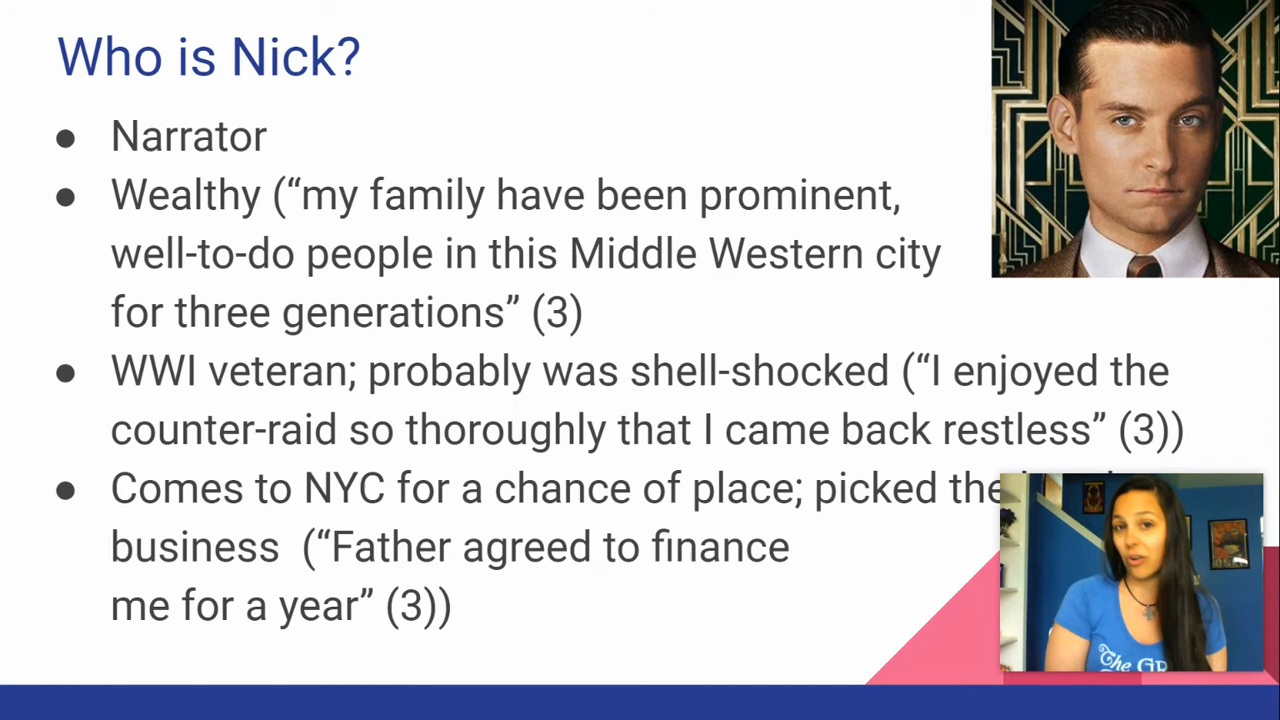 Who is Nick?
● Narrator
● Wealthy (“my family have been prominent,
well-to-do people in this Middle Western city
for three generations” (3)
● WWI veteran; probably was shell-shocked (“I enjoyed the
counter-raid so thoroughly that I came back restless” (3))
● Comes to NYC for a chance of place; picked the
business (“Father agreed to finance
me for a year” (3))
The GR